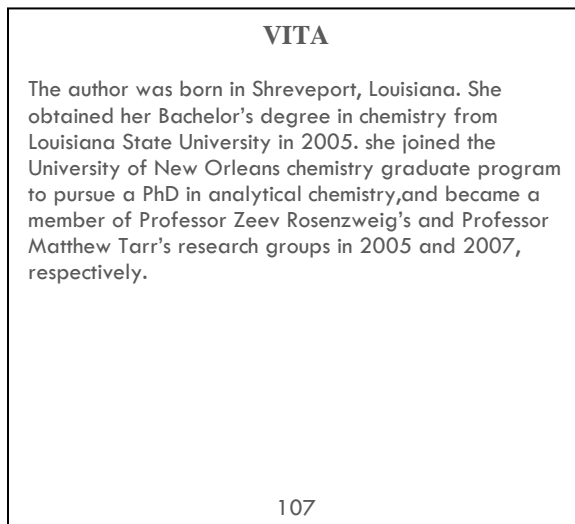 VITA
The author was born in Shreveport, Louisiana. She
obtained her Bachelor’s degree in chemistry from
Louisiana State University in 2005. she joined the
University of New Orleans chemistry graduate program
to pursue a PhD in analytical chemistry,and became a
member of Professor Zeev Rosenzweig’s and Professor
Matthew Tarr’s research groups in 2005 and 2007,
respectively.
107